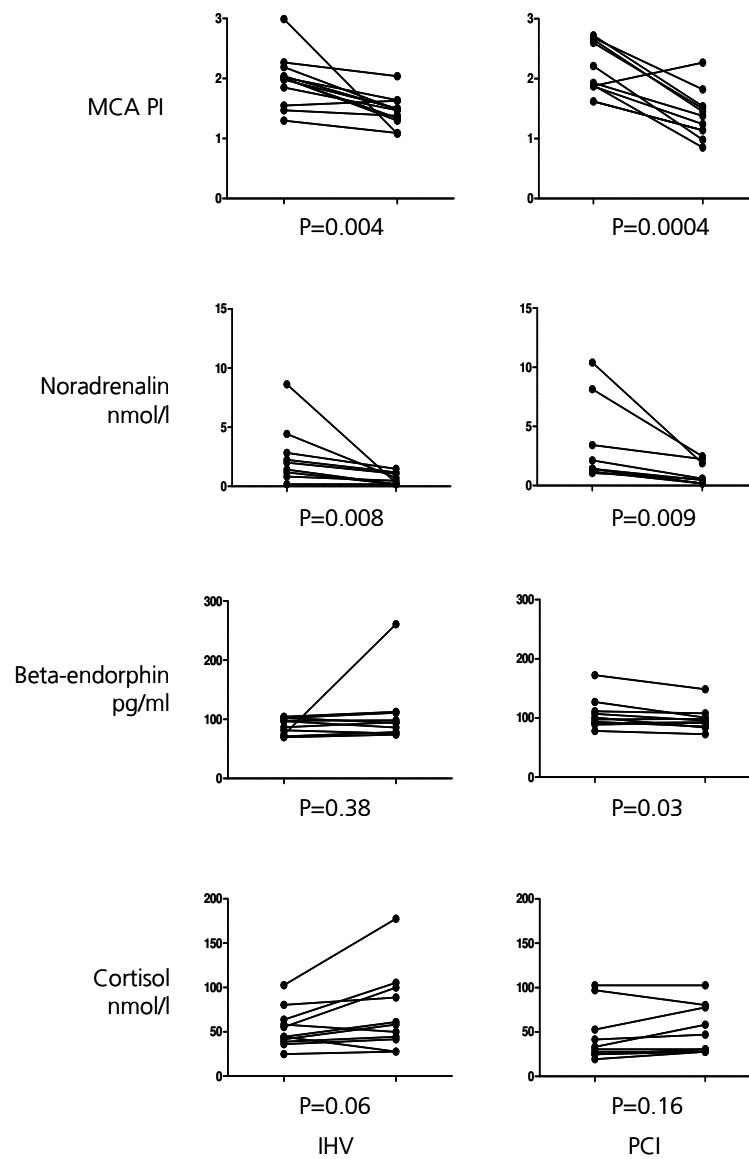 3
2
1
0
3
2
1
0
MCA PI
P=0.004
P=0.0004
15
10
5
0
15
10
5
0
Noradrenalin
nmol/l
P=0.008
P=0.009
300
200
100
0
300
200
100
0
Beta-endorphin
pg/ml
P=0.38
P=0.03
200
150
100
50
0
200
150
100
50
0
Cortisol
nmol/l
P=0.06
P=0.16
IHV
PCI